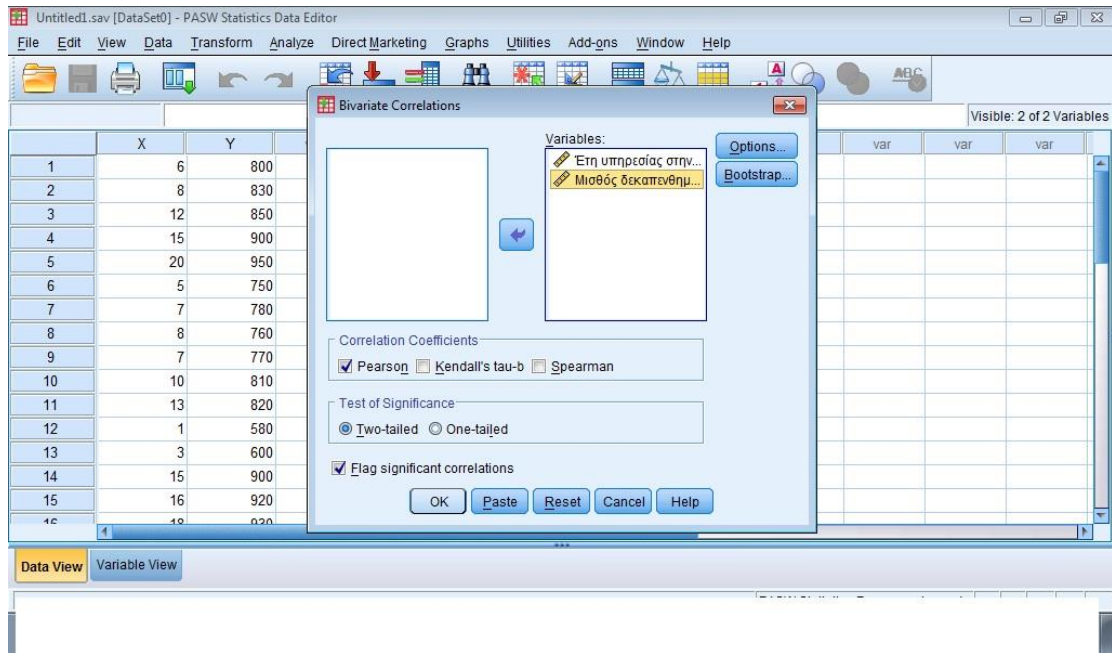 Untitled1.sav [DataSet0] - PASW Statistics Data Editor
File Edit View Data Transform Analyze Direct Marketing Graphs Utilities Add-ons Window Help
Visible: 2 of 2 Variables
Bivariate Correlations
Variables:
Έτη υπηρεσίας στην...
Μισθός δεκαπενθημ...
Options...
Bootstrap...
Correlation Coefficients
Pearson Kendall's tau-b Spearman
Test of Significance
Two-tailed One-tailed
Flag significant correlations
OK Paste Reset Cancel Help
X Y var var var
1 6 800
2 8 830
3 12 850
4 15 900
5 20 950
6 5 750
7 7 780
8 8 760
9 7 770
10 10 810
11 13 820
12 1 580
13 3 600
14 15 900
15 16 920
16 18 930
Data View Variable View